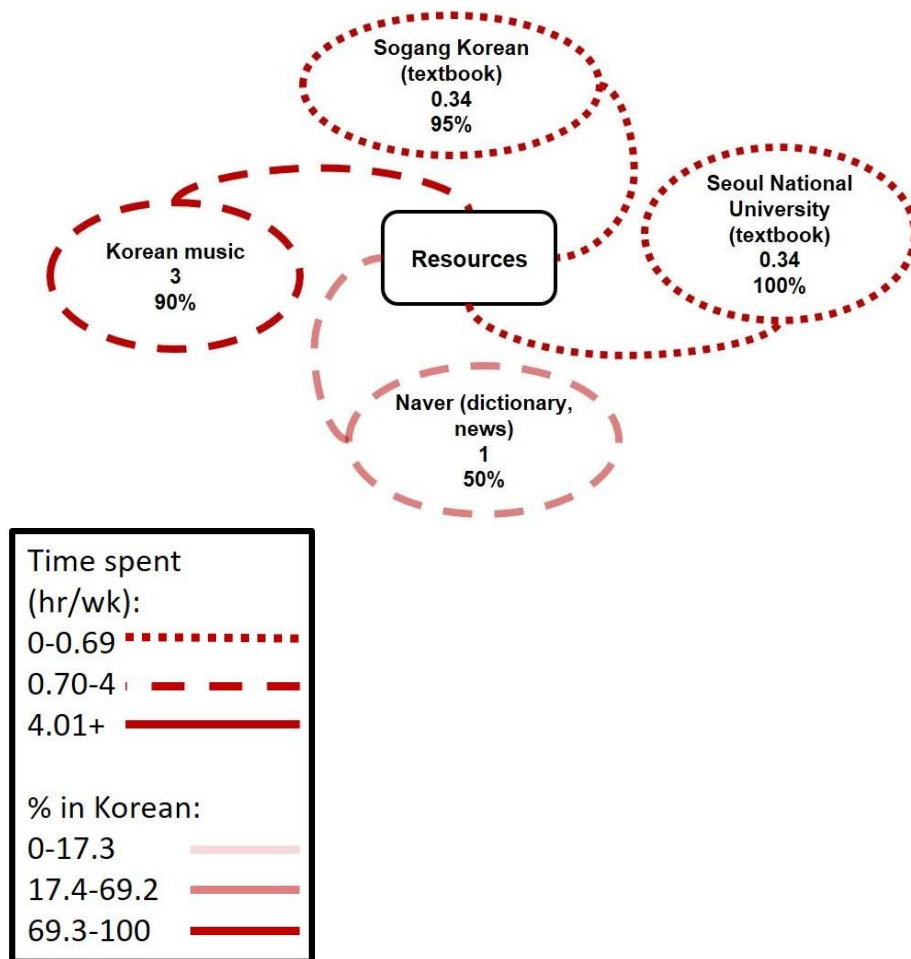 Sogang Korean
(textbook)
0.34
95%
Seoul National
University
(textbook)
0.34
100%
Korean music
3
90%
Resources
Naver (dictionary,
news)
1
50%
Time spent
(hr/wk):
0-0.69
0.70-4
4.01+
% in Korean:
0-17.3
17.4-69.2
69.3-100